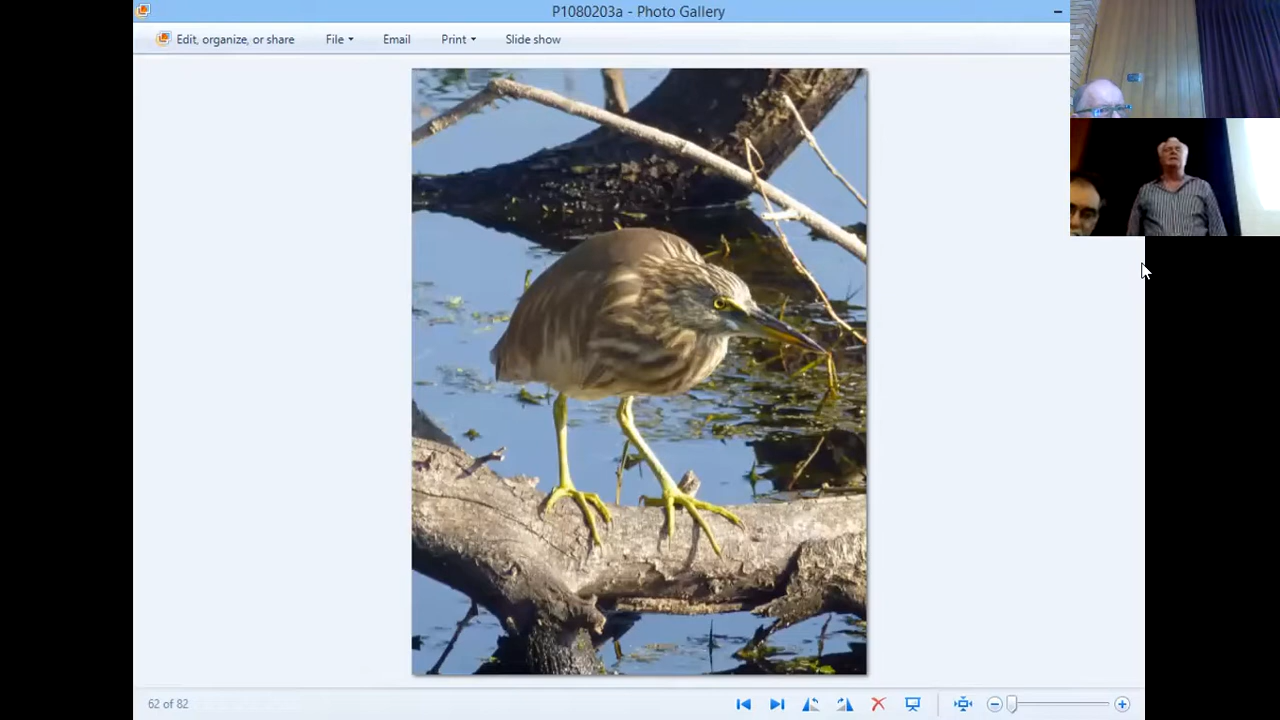 P1080203a - Photo Gallery
Edit, organize, or share File Email Print Slide show
62 of 82